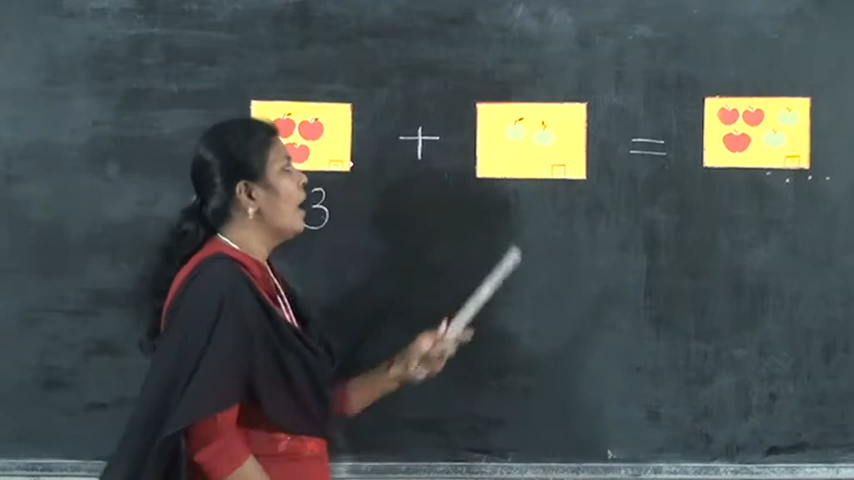 + =
3